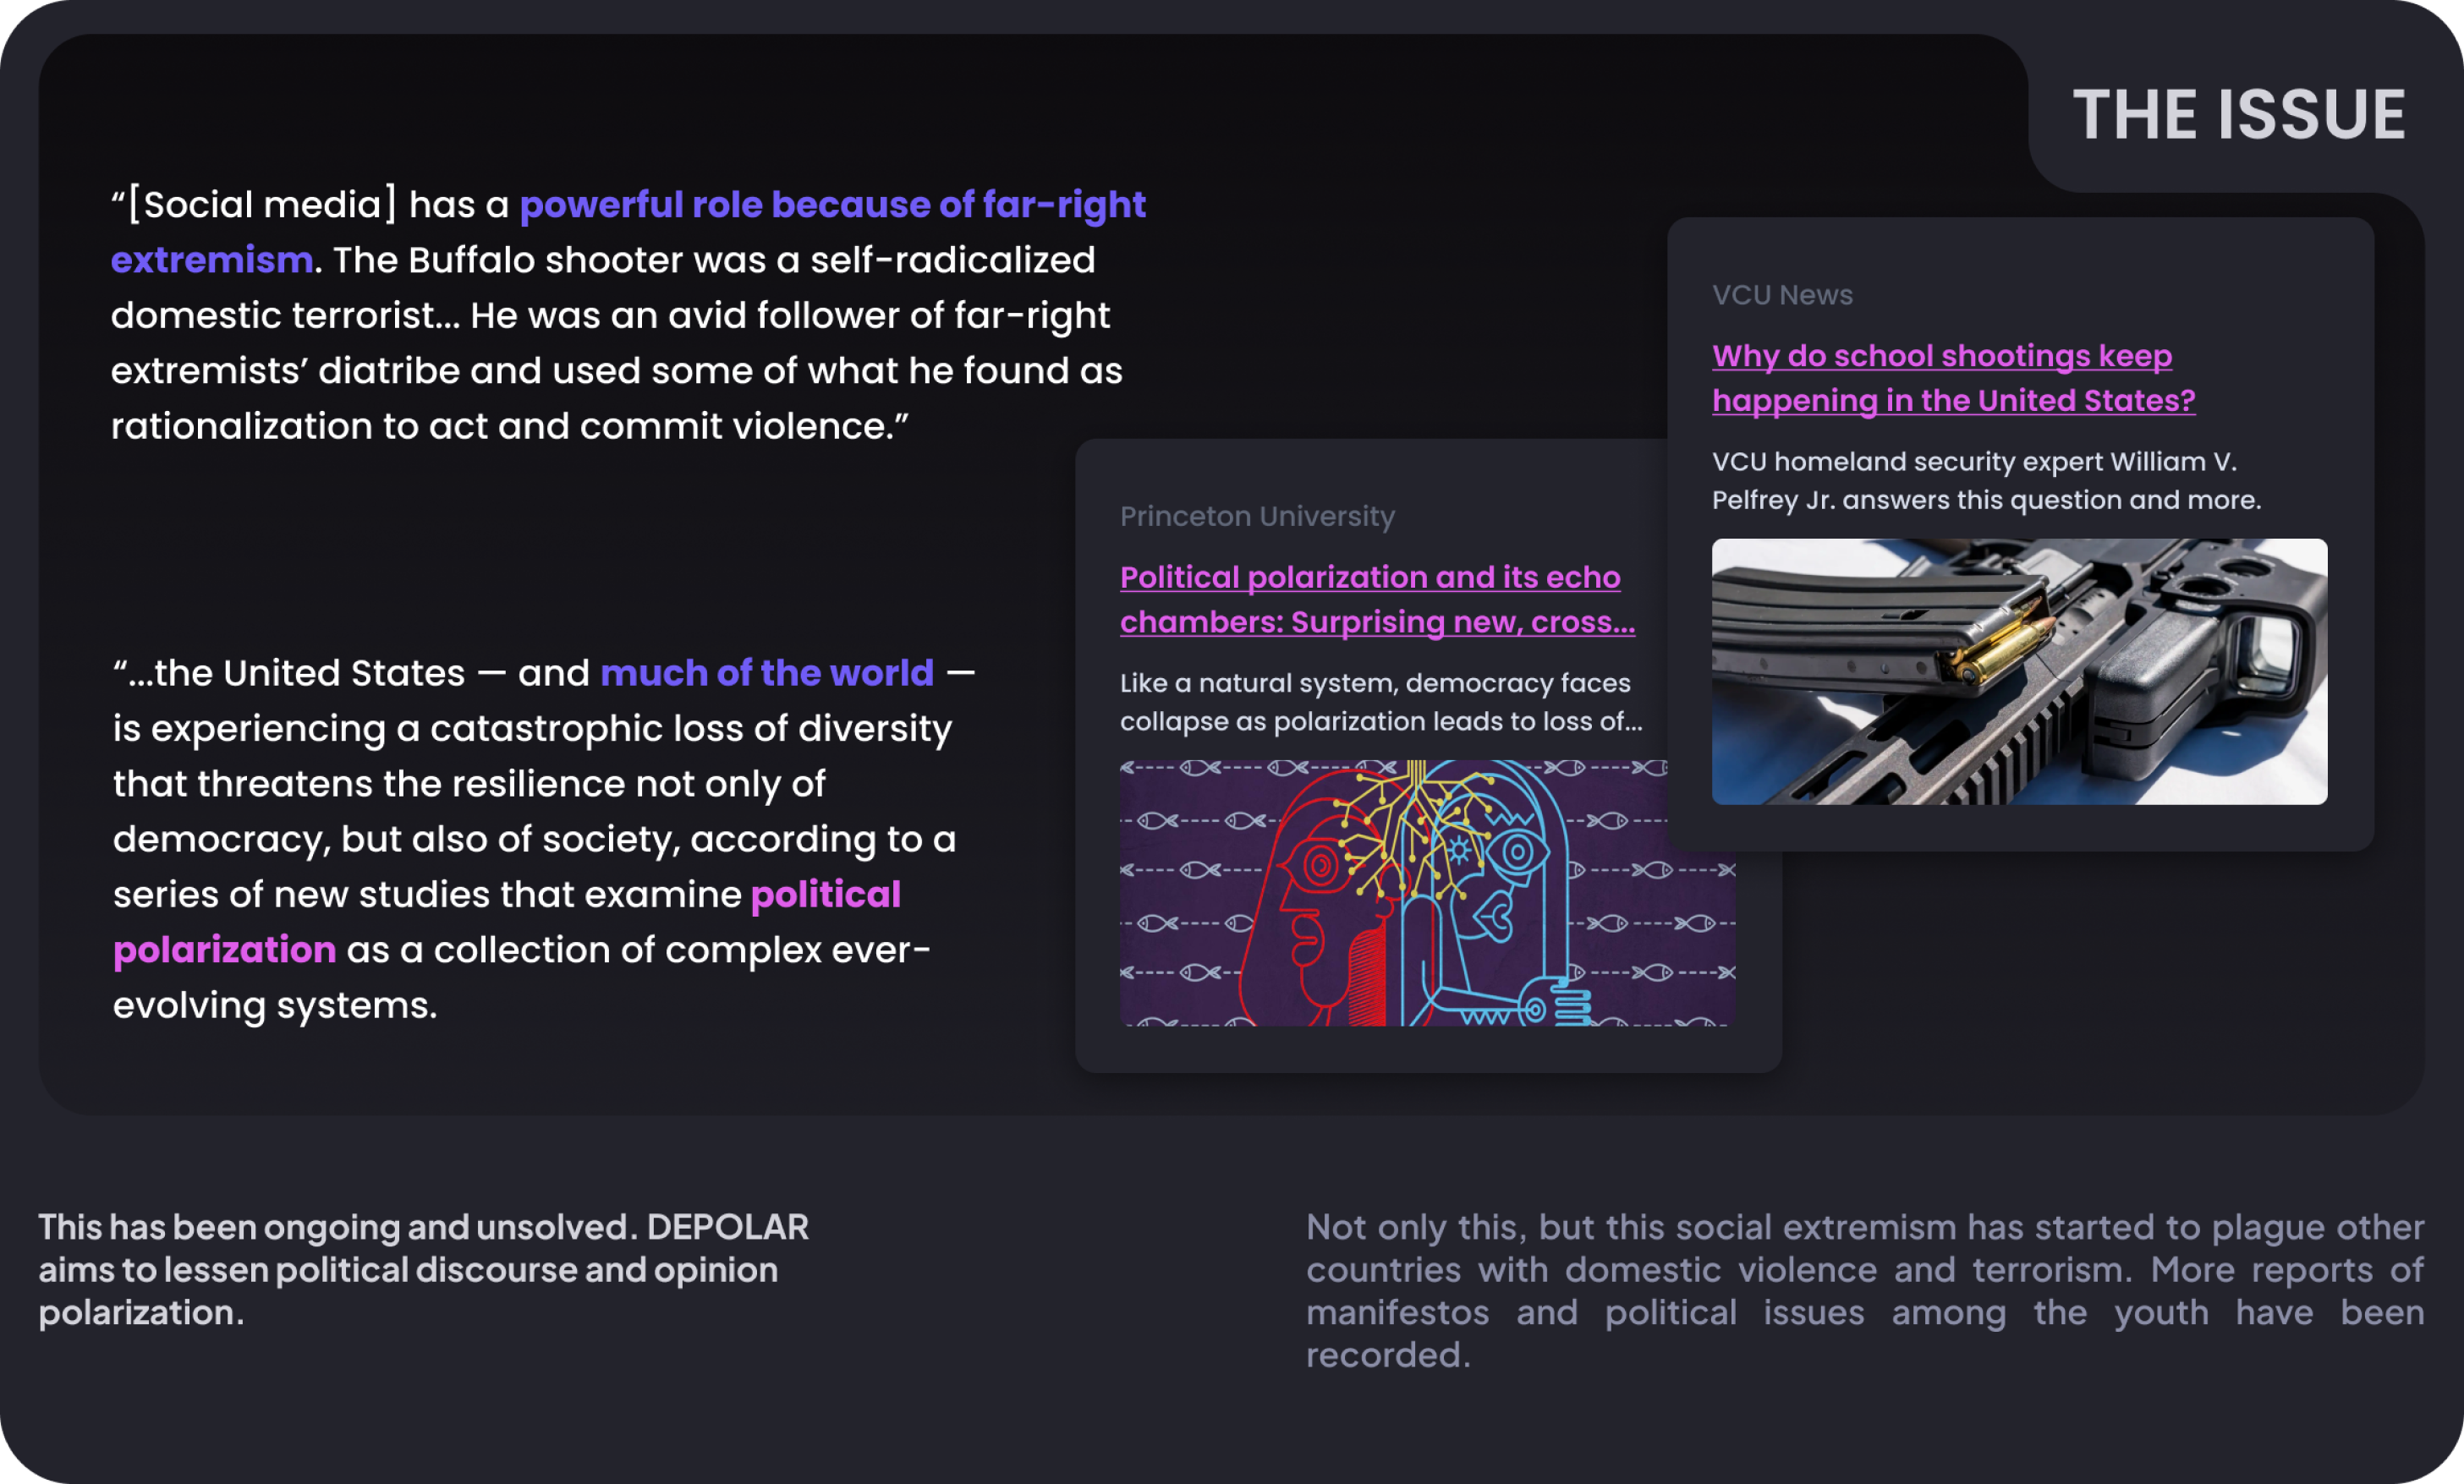 THE ISSUE
“[Social media] has a powerful role because of far-right
extremism. The Buffalo shooter was a self-radicalized
domestic terrorist... He was an avid follower of far-right
extremists’ diatribe and used some of what he found as
rationalization to act and commit violence.”
“...the United States — and much of the world —
is experiencing a catastrophic loss of diversity
that threatens the resilience not only of
democracy, but also of society, according to a
series of new studies that examine political
polarization as a collection of complex ever-
evolving systems.
Princeton University
Political polarization and its echo
chambers: Surprising new, cross...
Like a natural system, democracy faces
collapse as polarization leads to loss of...
VCU News
Why do school shootings keep
happening in the United States?
VCU homeland security expert William V.
Pelfrey Jr. answers this question and more.
This has been ongoing and unsolved. DEPOLAR
aims to lessen political discourse and opinion
polarization.
Not only this, but this social extremism has started to plague other
countries with domestic violence and terrorism. More reports of
manifestos and political issues among the youth have been
recorded.